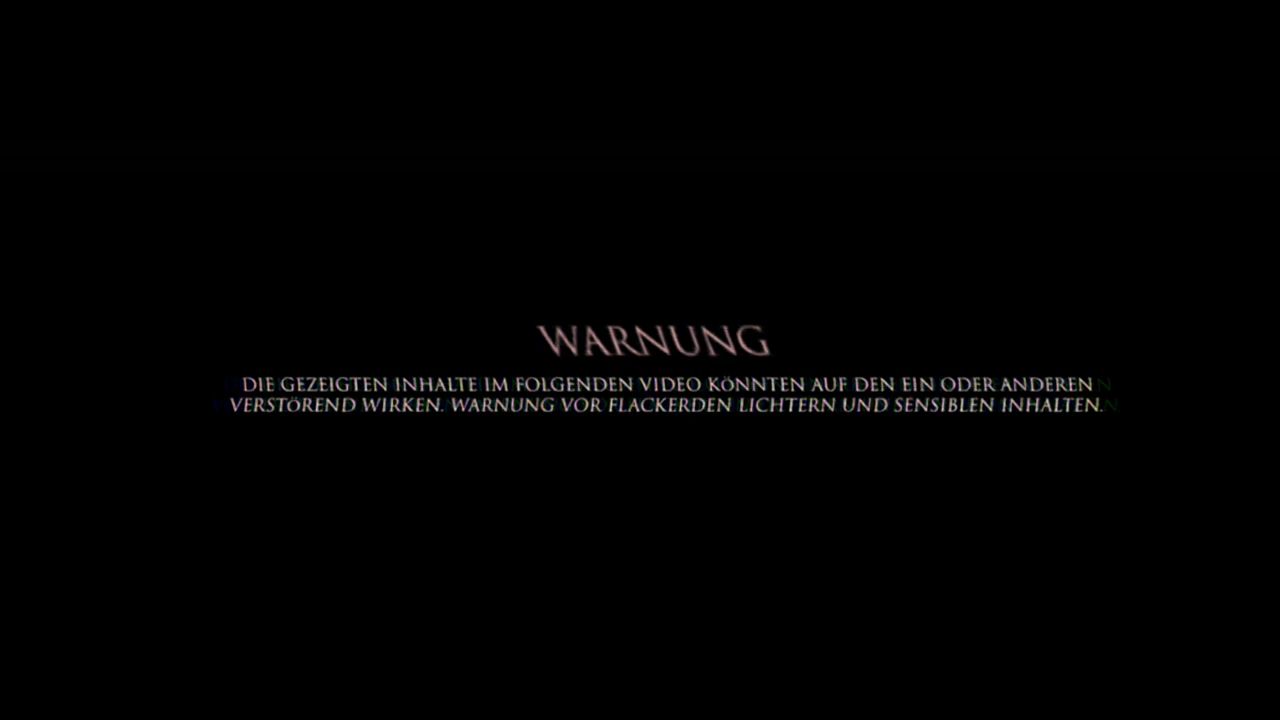 WARNUNG
DIE GEZEIGTEN INHALTE IM FOLGENDEN VIDEO KÖNNTEN AUF DEN EIN ODER ANDEREN
VERSTÖREND WIRKEN. WARNUNG VOR FLACKERDEN LICHTERN UND SENSIBLEN INHALTEN.